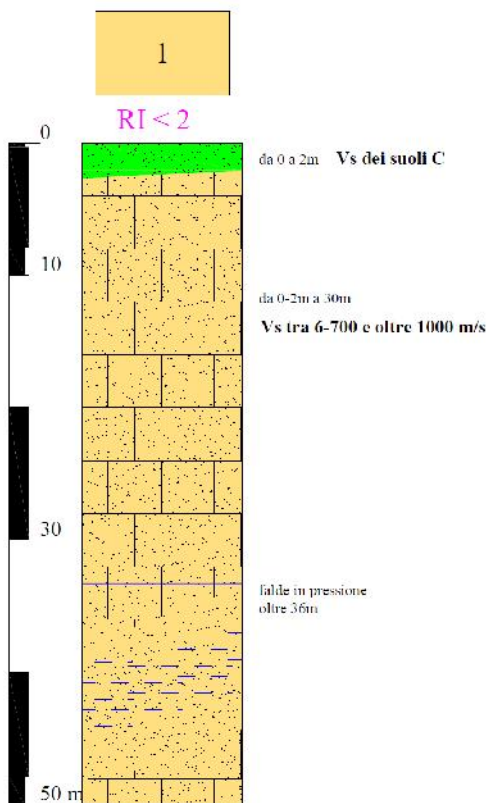 1
RI < 2
0
da 0 a 2m Vs dei suoli C
10
da 0-2m a 30m
Vs tra 6-700 e oltre 1000 m/s
30
falde in pressione
oltre 36m
50 m